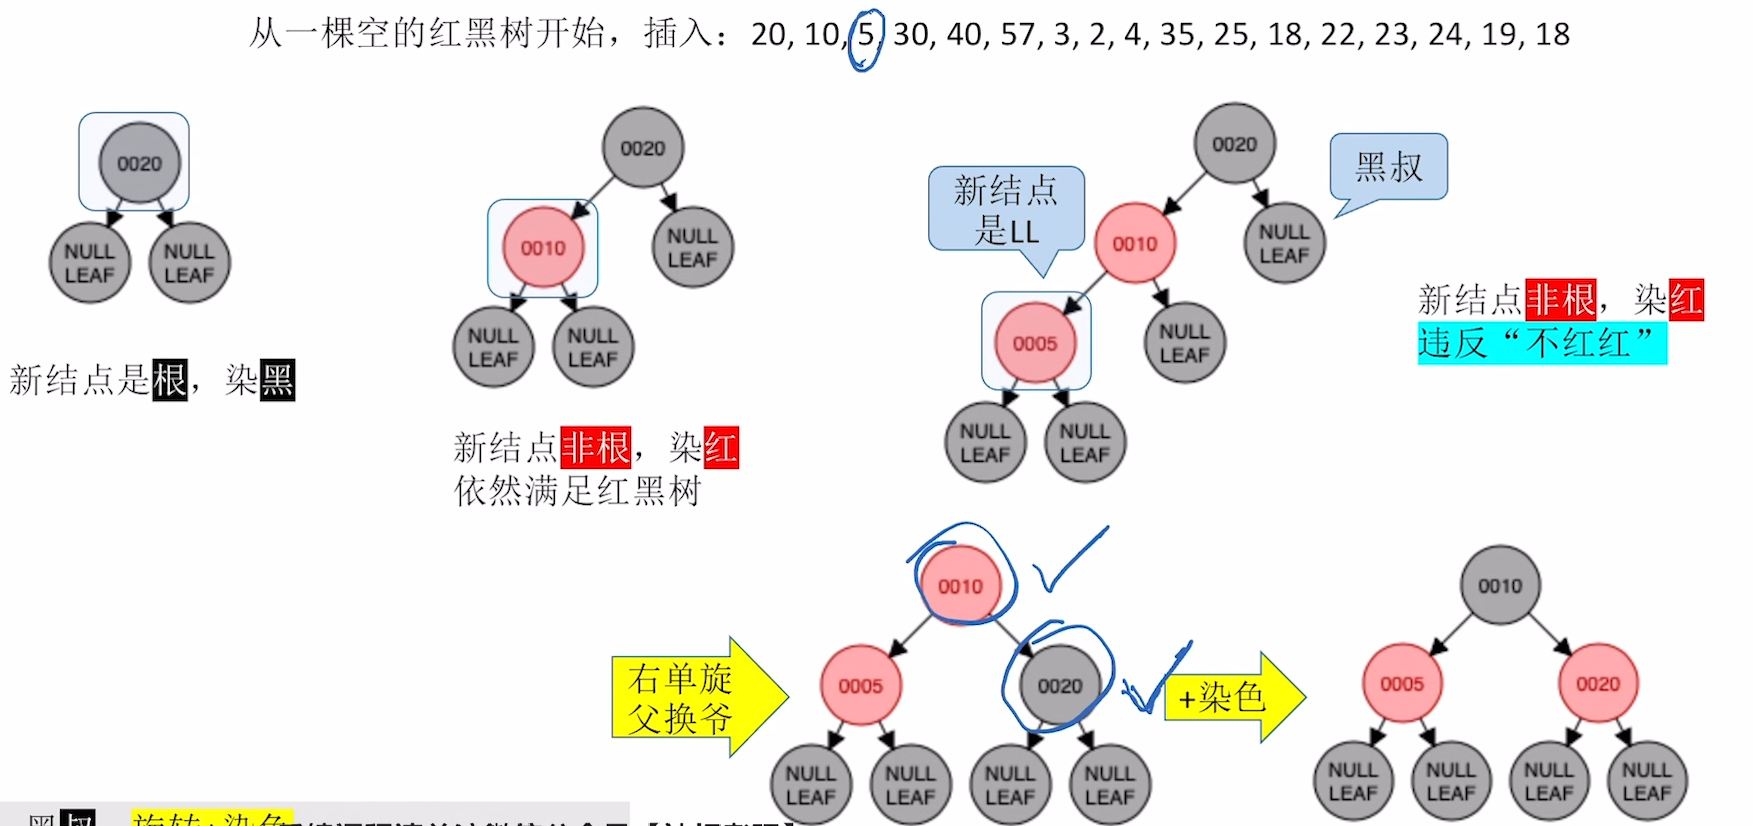 从一棵空的红黑树开始，插入：20, 10, 5, 30, 40, 57, 3, 2, 4, 35, 25, 18, 22, 23, 24, 19, 18
0020
NULL LEAF
NULL LEAF
新结点是根，染黑
0020
0010
NULL LEAF
NULL LEAF
NULL LEAF
新结点非根，染红
依然满足红黑树
新结点
是LL
黑叔
0020
0010
NULL LEAF
0005
NULL LEAF
NULL LEAF
NULL LEAF
新结点非根，染红
违反“不红红”
右单旋
父换爷
0010
0005
0020
NULL LEAF
NULL LEAF
NULL LEAF
NULL LEAF
+染色
0010
0005
0020
NULL LEAF
NULL LEAF
NULL LEAF
NULL LEAF
黑叔
旋转+染色